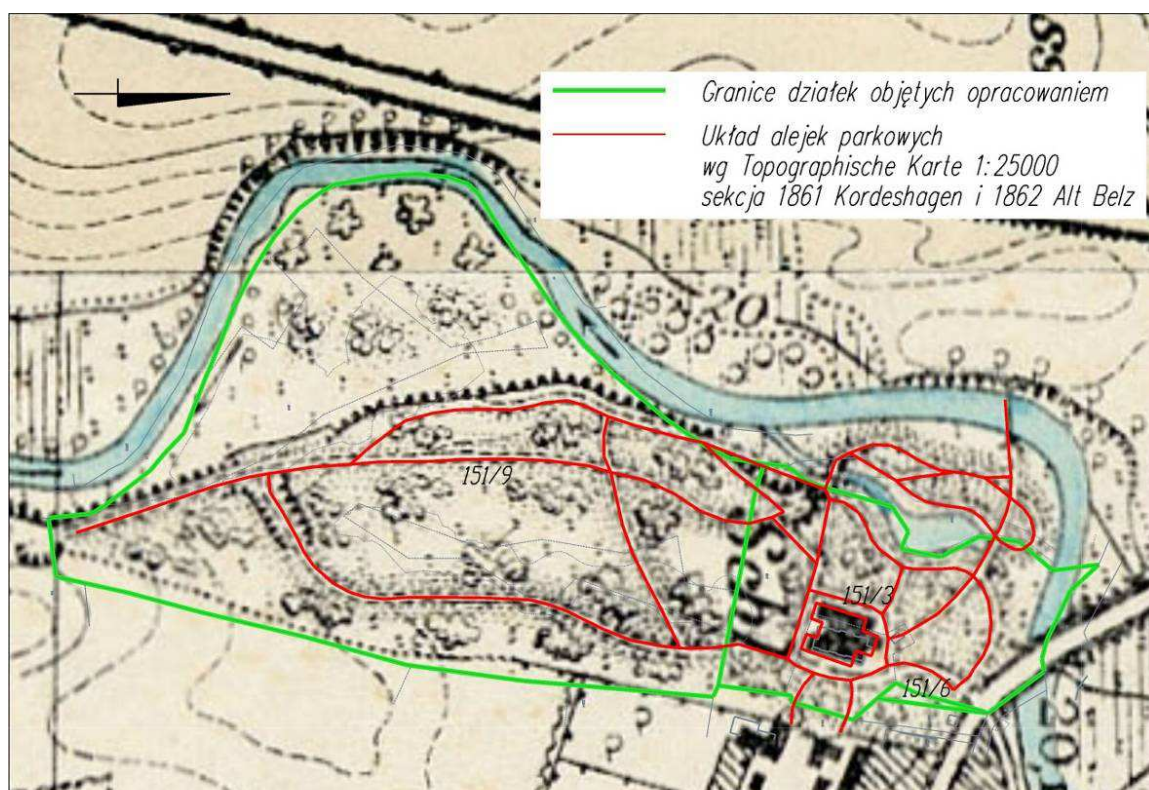 Granice działek objętych opracowaniem
Układ alejek parkowych
wg Topographische Karte 1:25000
sekcja 1861 Kordeshagen i 1862 Alt Belz
20
151/9
Sch
151/3
151/6
20,